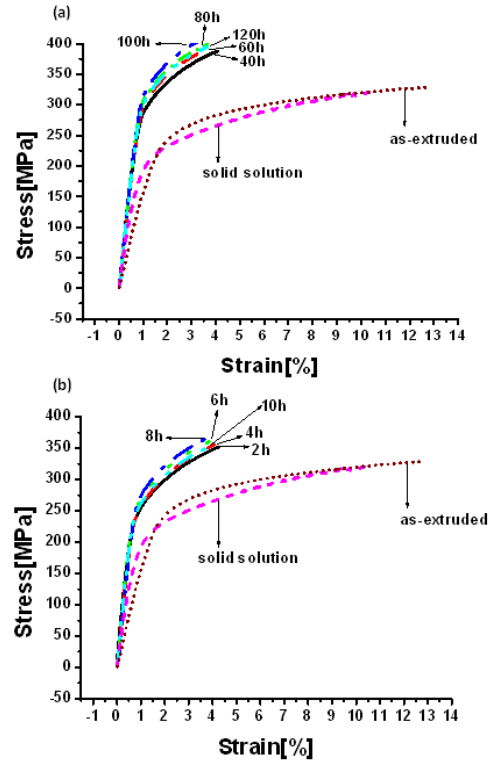 (a)
80h
100h
120h
60h
40h
400
350
300
250
200
150
100
50
0
-50
Stress[MPa]
as-extruded
solid solution
-1 0 1 2 3 4 5 6 7 8 9 10 11 12 13 14
Strain[%]
(b)
6h
10h
8h
4h
2h
400
350
300
250
200
150
100
50
0
-50
Stress[MPa]
as-extruded
solid solution
-1 0 1 2 3 4 5 6 7 8 9 10 11 12 13 14
Strain[%]